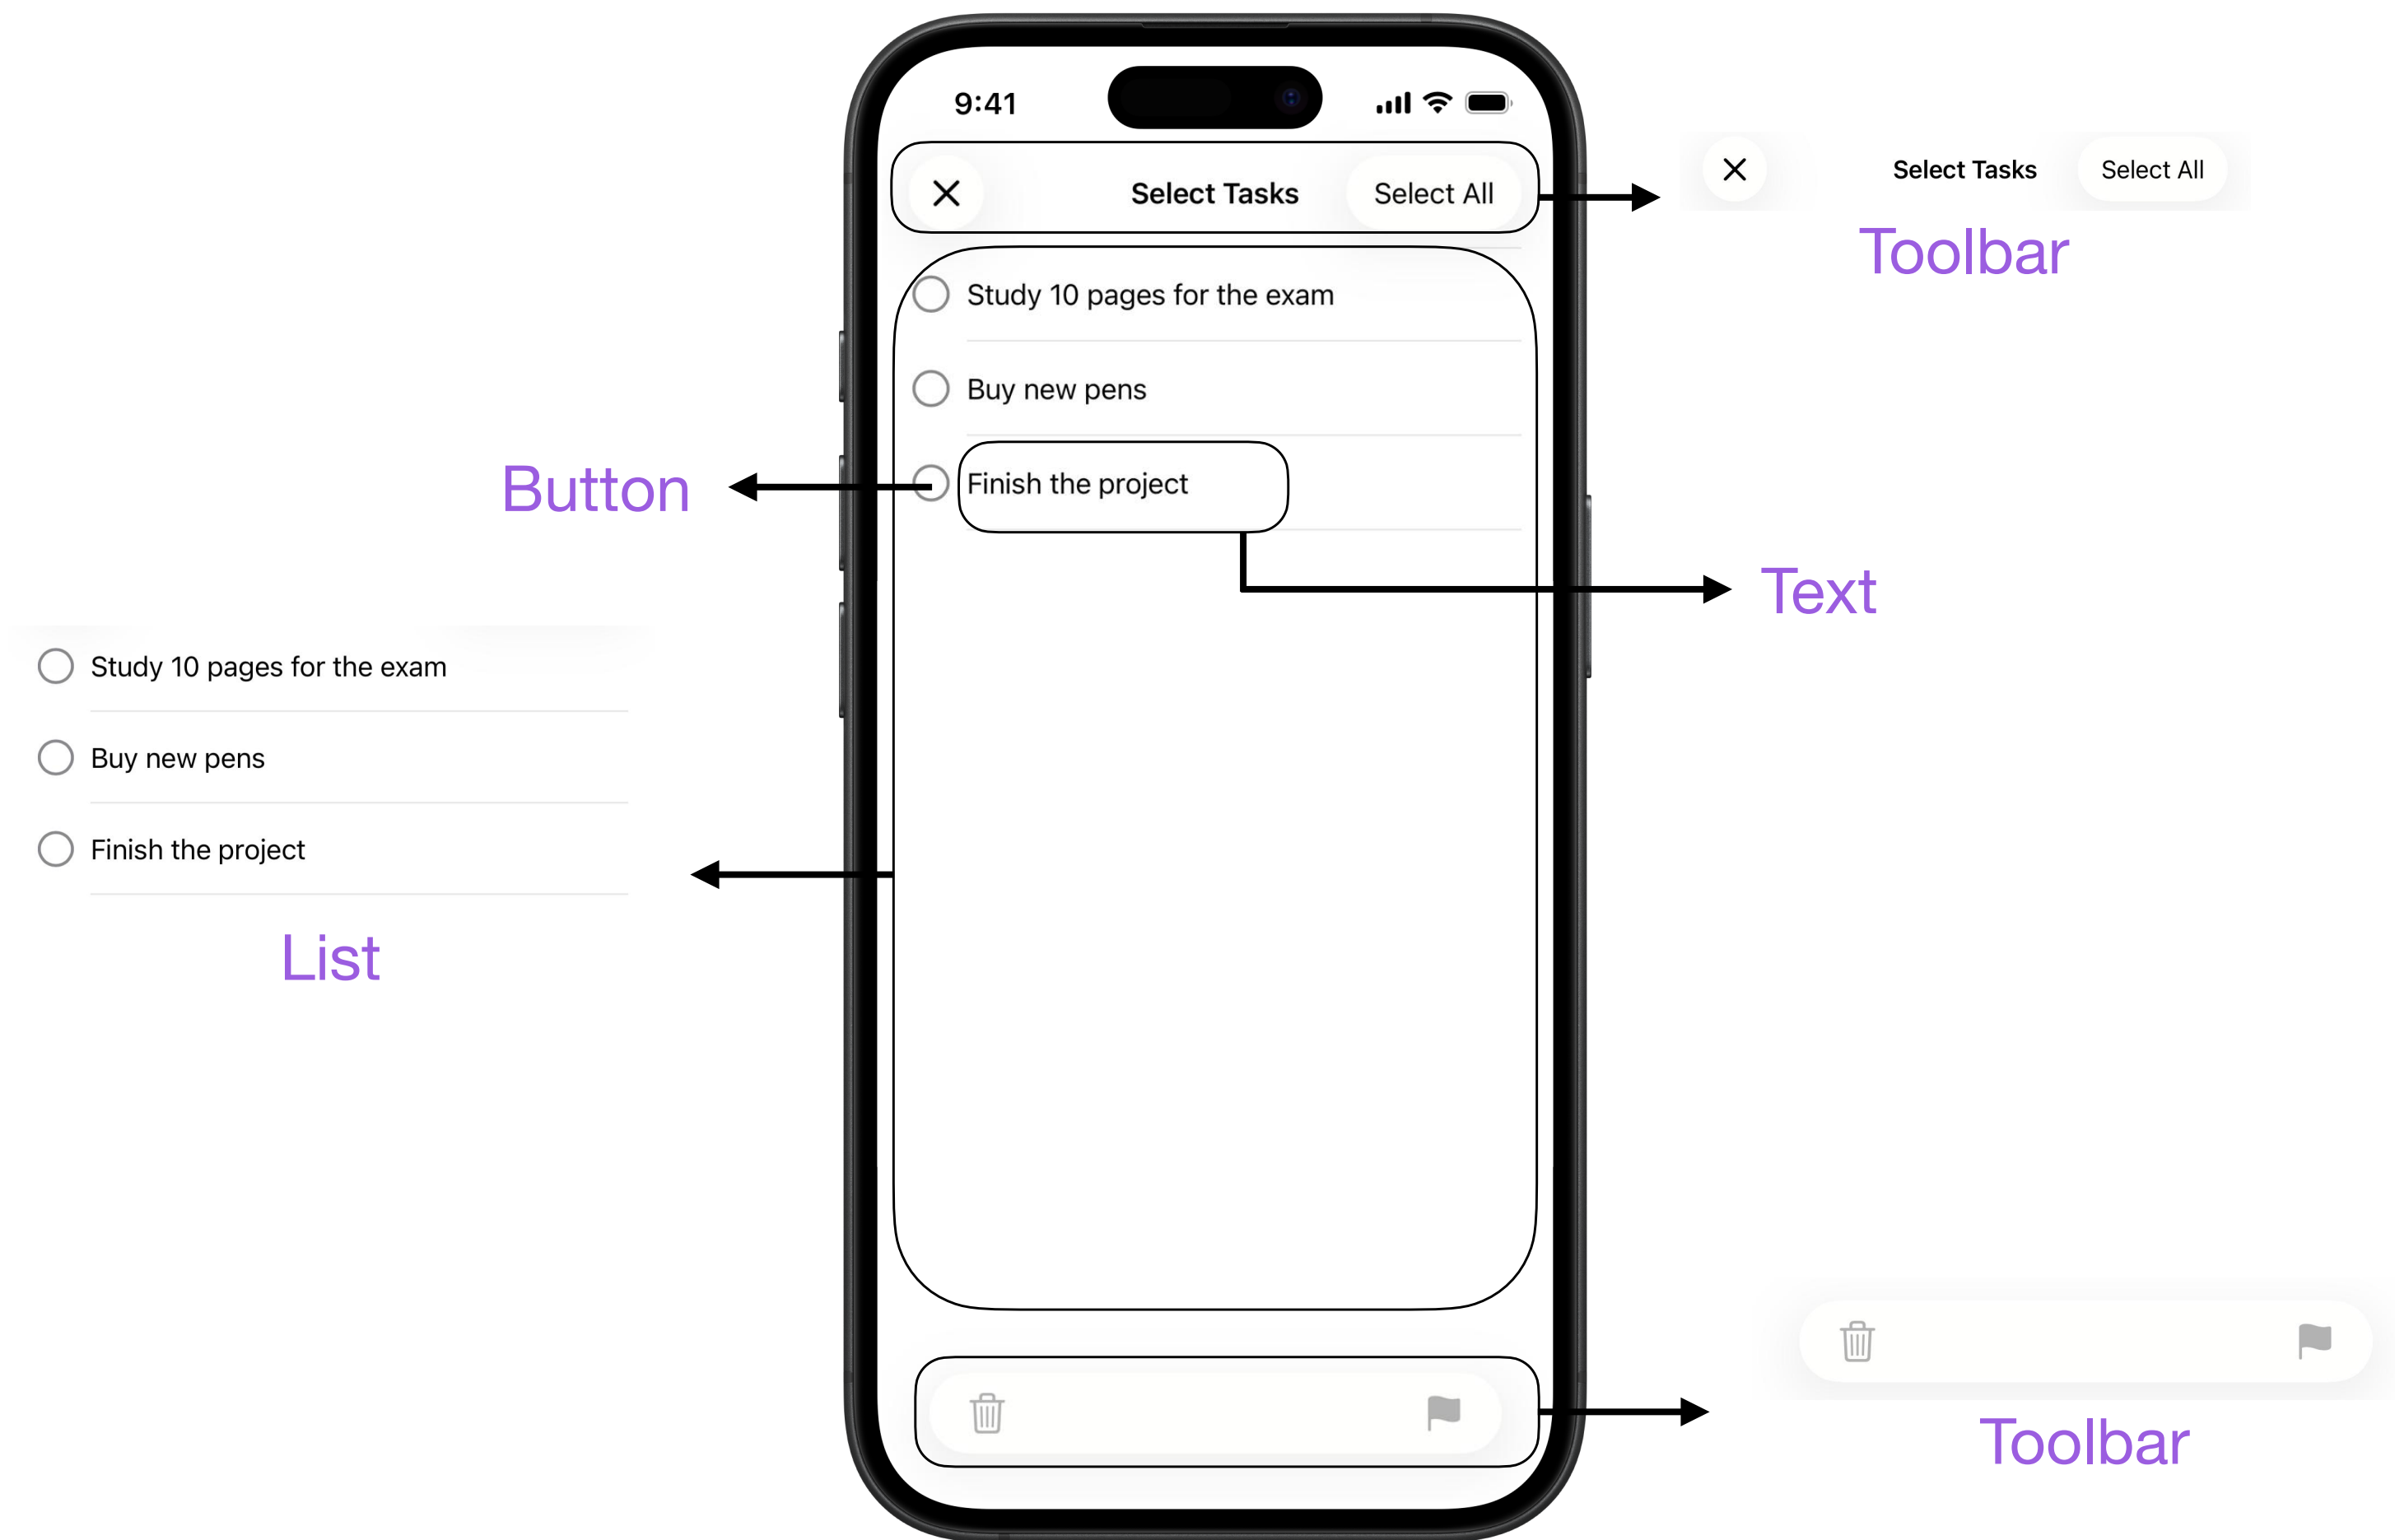 9:41
Select Tasks Select All
Study 10 pages for the exam
Buy new pens
Finish the project
Select Tasks Select All
Toolbar
Button
Text
Study 10 pages for the exam
Buy new pens
Finish the project
List
Toolbar